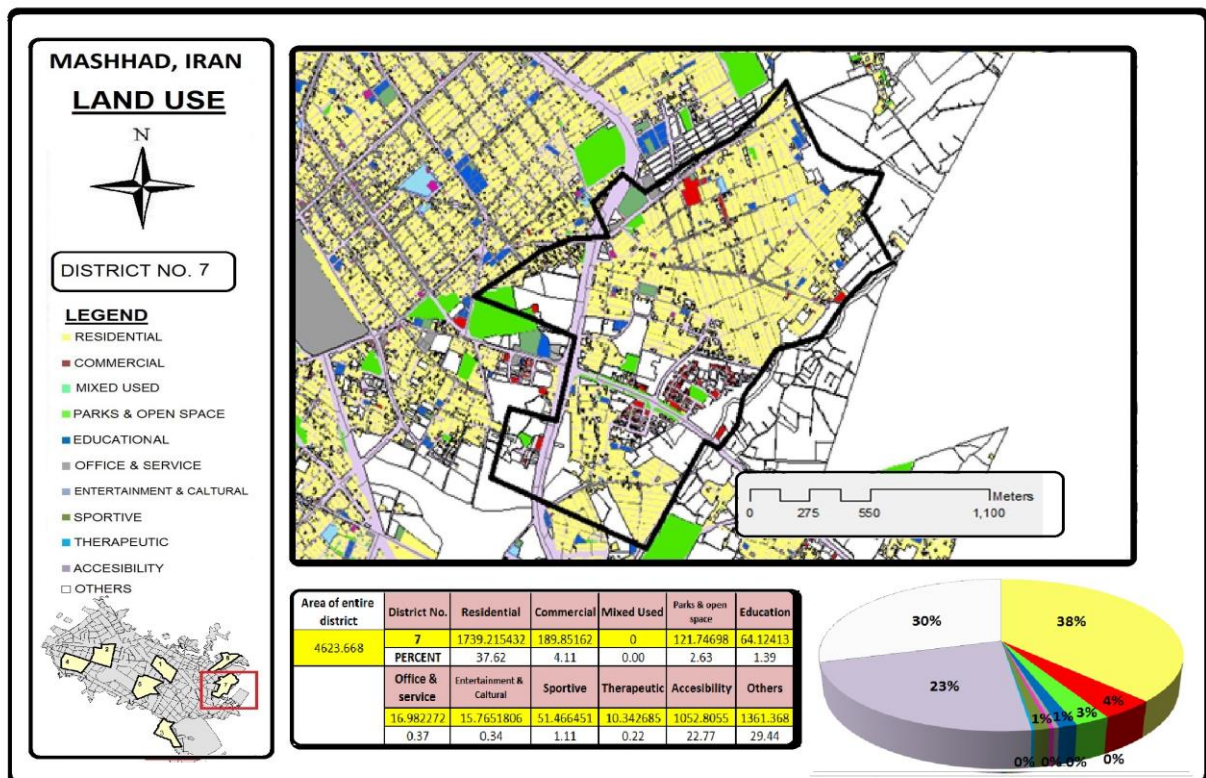 MASHHAD, IRAN
LAND USE
N
DISTRICT NO. 7
LEGEND
RESIDENTIAL
COMMERCIAL
MIXED USED
PARKS & OPEN SPACE
EDUCATIONAL
OFFICE & SERVICE
ENTERTAINMENT & CALTURAL
SPORTIVE
THERAPEUTIC
ACCESIBILITY
OTHERS
4 2 1
Meters
0 275 550 1,100
Area of entire district
4623.668
District No. Residential Commercial Mixed Used Parks & open space Education
7 1739.215432 189.85162 0 121.74698 64.12413
PERCENT 37.62 4.11 0.00 2.63 1.39
Office & service Entertainment & Caltural Sportive Therapeutic Accesibility Others
16.982272 15.7651806 51.466451 10.342685 1052.8055 1361.368
0.37 0.34 1.11 0.22 22.77 29.44
30% 38%
23% 4%
1% 1% 3%
0% 0% 0% 0%